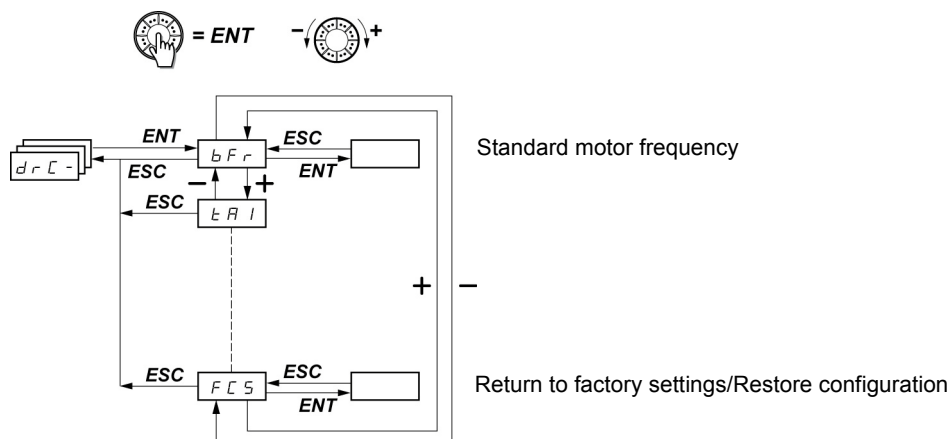 = ENT
- +
ENT
ESC
drC-
ESC
bFr
ESC
ENT
Standard motor frequency
- +
ESC
tA1
+ -
ESC
FCS
ESC
ENT
Return to factory settings/Restore configuration